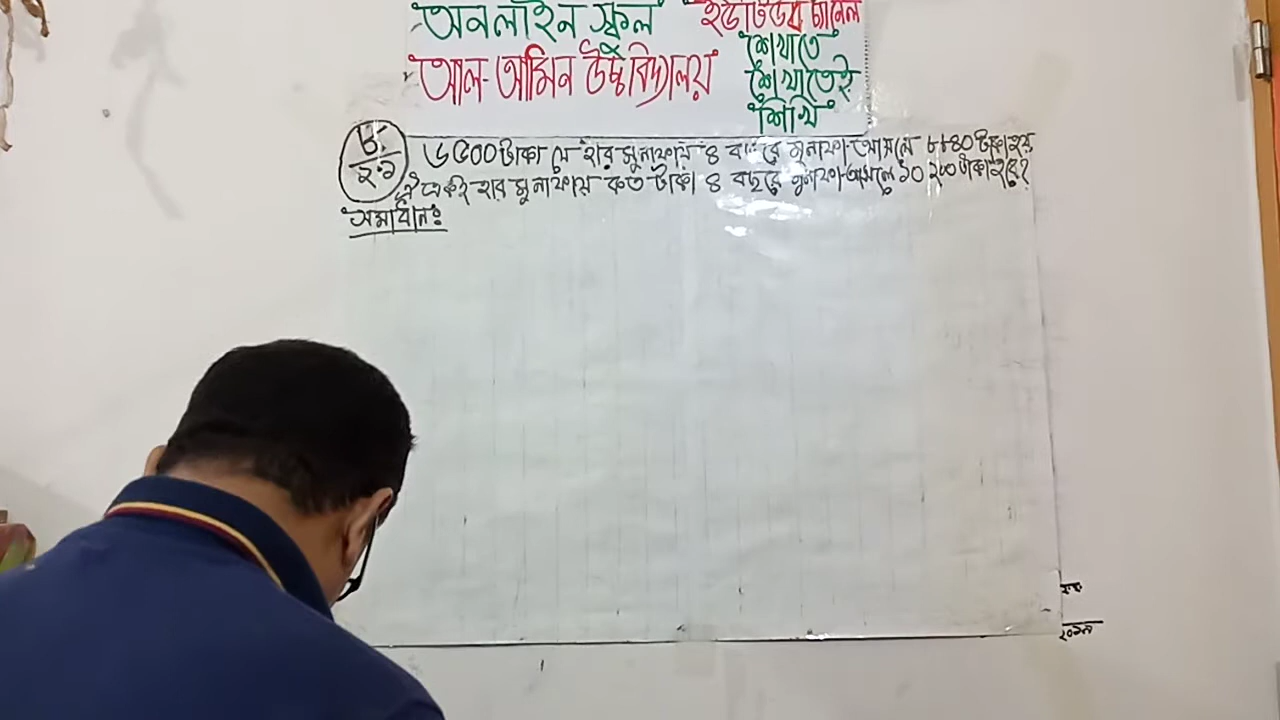 অনলাইন স্কুল
ইউটিউব চ্যানেল
আল-আমিন উচ্চ বিদ্যালয়
শেখাতে
শেখাতেই
শিখি
৮.
২.১
৬৫০০ টাকা যে হার মুনাফায় ৪ বছরে মুনাফা-আসলে ৮৮৪০ টাকা হয়
ঐ একই হার মুনাফায় কত টাকা ৪ বছরে মুনাফা-আসলে ১০২০০ টাকা হবে?
সমাধানঃ